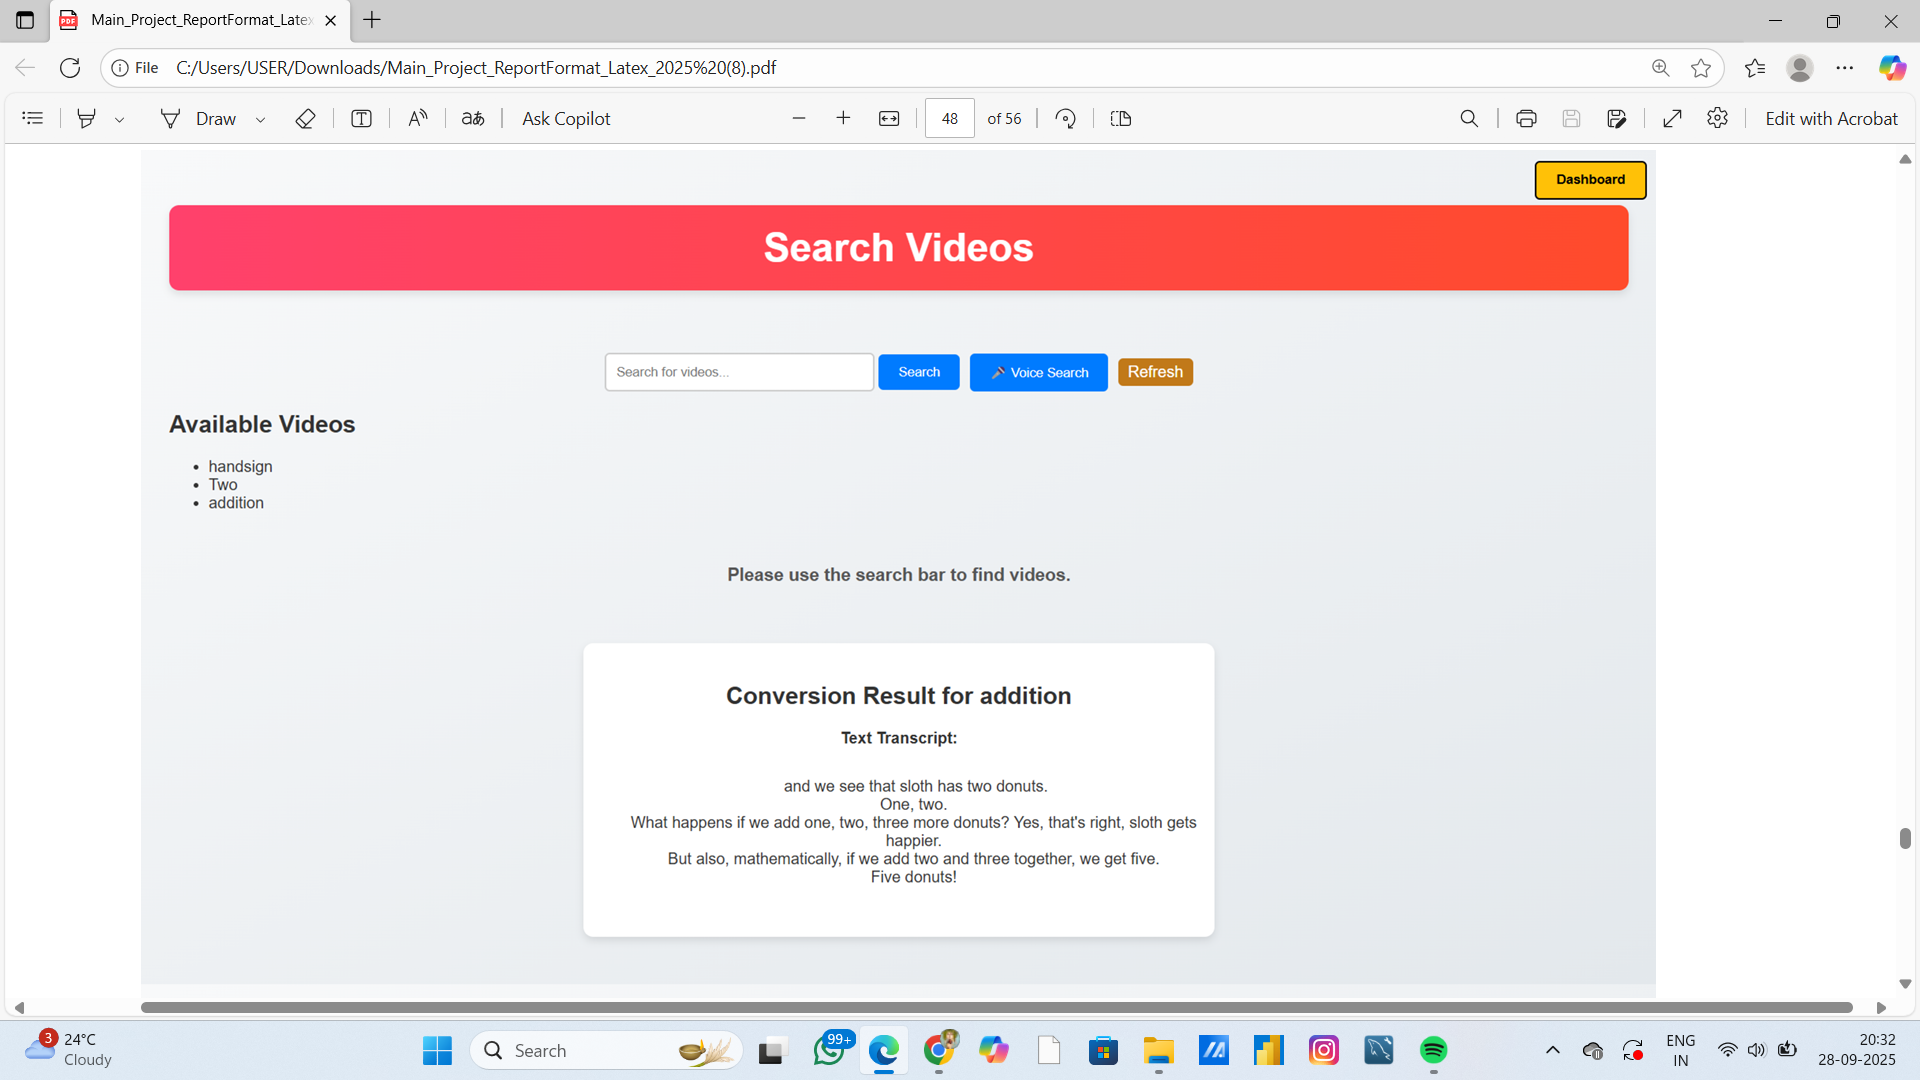 Main_Project_ReportFormat_Late
File C:/Users/USER/Downloads/Main_Project_ReportFormat_Latex_2025%20(8).pdf
Draw
aあ
Ask Copilot
48 of 56
Edit with Acrobat
Dashboard
Search Videos
Search for videos...
Search
Voice Search
Refresh
Available Videos
• handsign
• Two
• addition
Please use the search bar to find videos.
Conversion Result for addition
Text Transcript:
and we see that sloth has two donuts.
One, two.
What happens if we add one, two, three more donuts? Yes, that's right, sloth gets
happier.
But also, mathematically, if we add two and three together, we get five.
Five donuts!
3
24°C
Cloudy
Search
99+
ENG
IN
20:32
28-09-2025